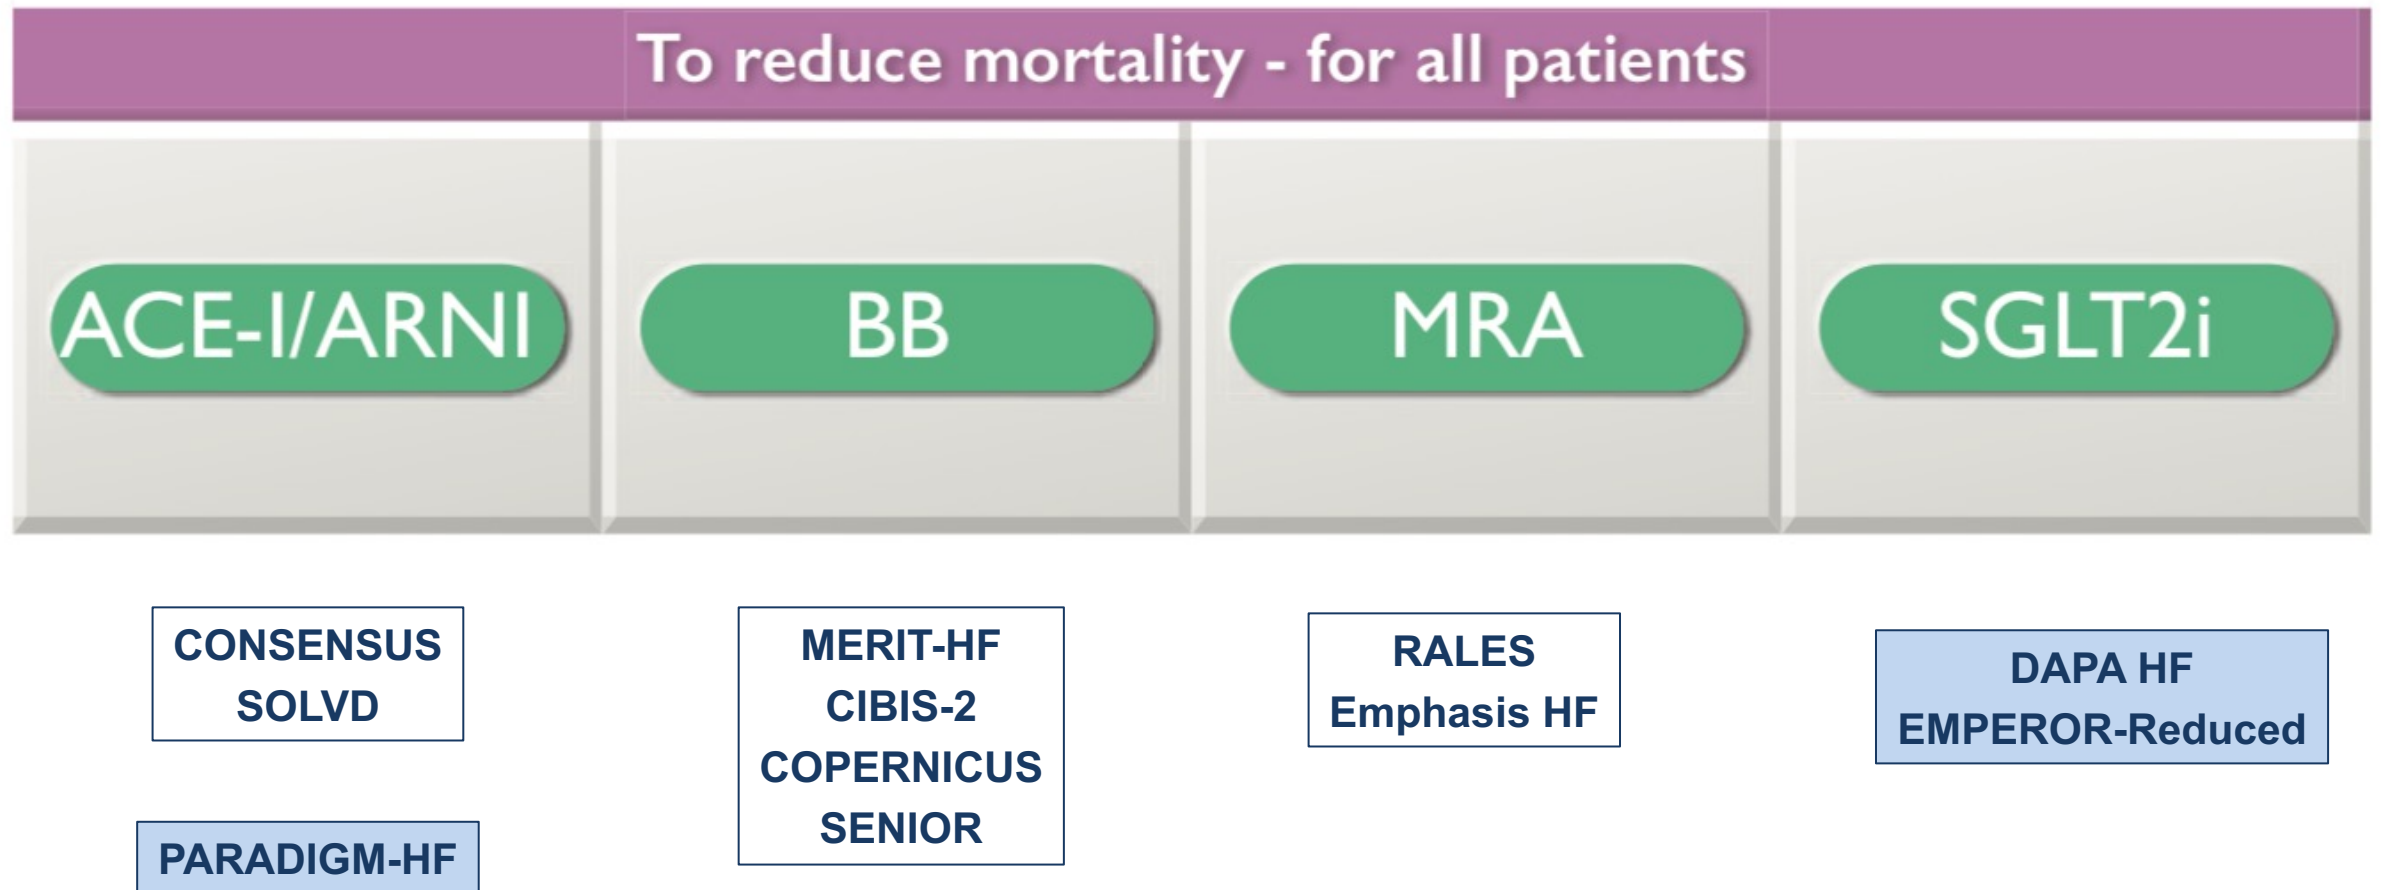 To reduce mortality - for all patients
ACE-I/ARNI
BB
MRA
SGLT2i
CONSENSUS
SOLVD
PARADIGM-HF
MERIT-HF
CIBIS-2
COPERNICUS
SENIOR
RALES
Emphasis HF
DAPA HF
EMPEROR-Reduced